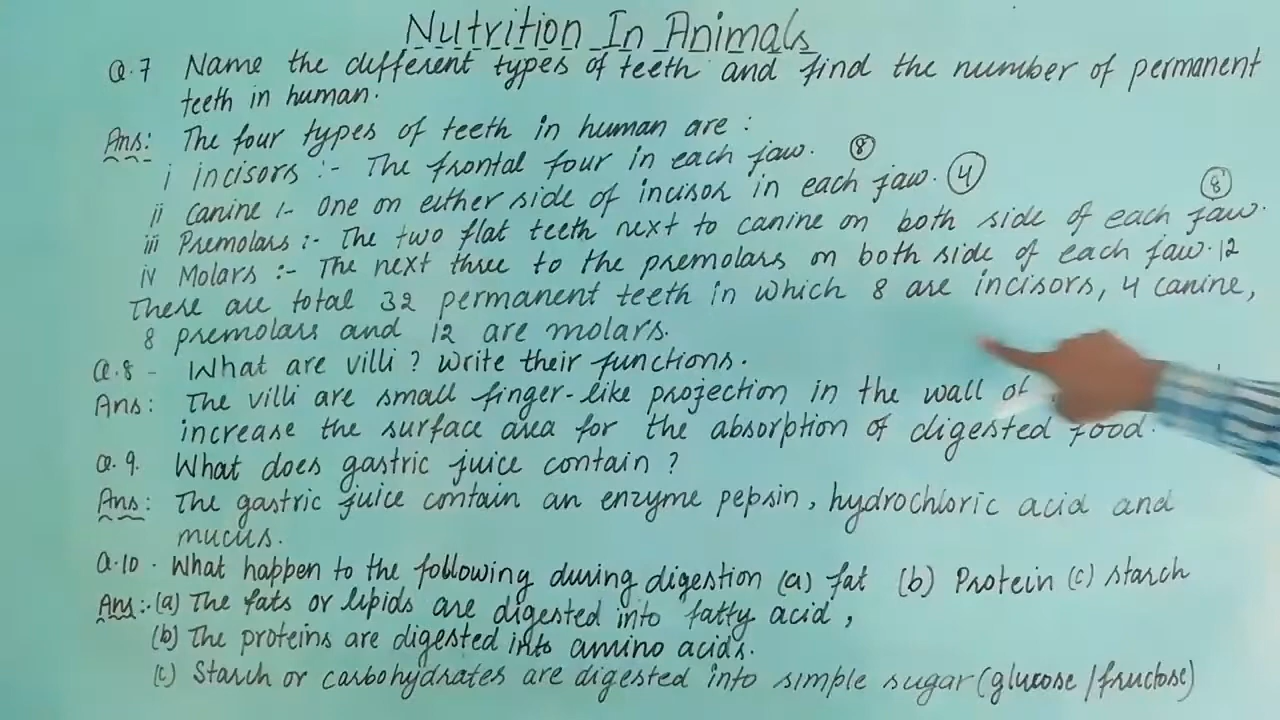 Nutrition In Animals
Q.7 Name the different types of teeth and find the number of permanent
teeth in human.
Ans: The four types of teeth in human are :
i incisors :- The frontal four in each jaw. 8
ii Canine :- One on either side of incisor in each jaw. 4
iii Premolars :- The two flat teeth next to canine on both side of each jaw. 8
iv Molars :- The next three to the premolars on both side of each jaw. 12
There are total 32 permanent teeth in which 8 are incisors, 4 canine,
8 premolars and 12 are molars.
Q.8 - What are villi ? Write their functions.
Ans: The villi are small finger-like projection in the wall of
increase the surface area for the absorption of digested food.
Q.9. What does gastric juice contain ?
Ans: The gastric juice contain an enzyme pepsin, hydrochloric acid and
mucus.
Q.10. What happen to the following during digestion (a) fat (b) Protein (c) starch
Ans:. (a) The fats or lipids are digested into fatty acid,
(b) The proteins are digested into amino acids.
(c) Starch or carbohydrates are digested into simple sugar (glucose/fructose)